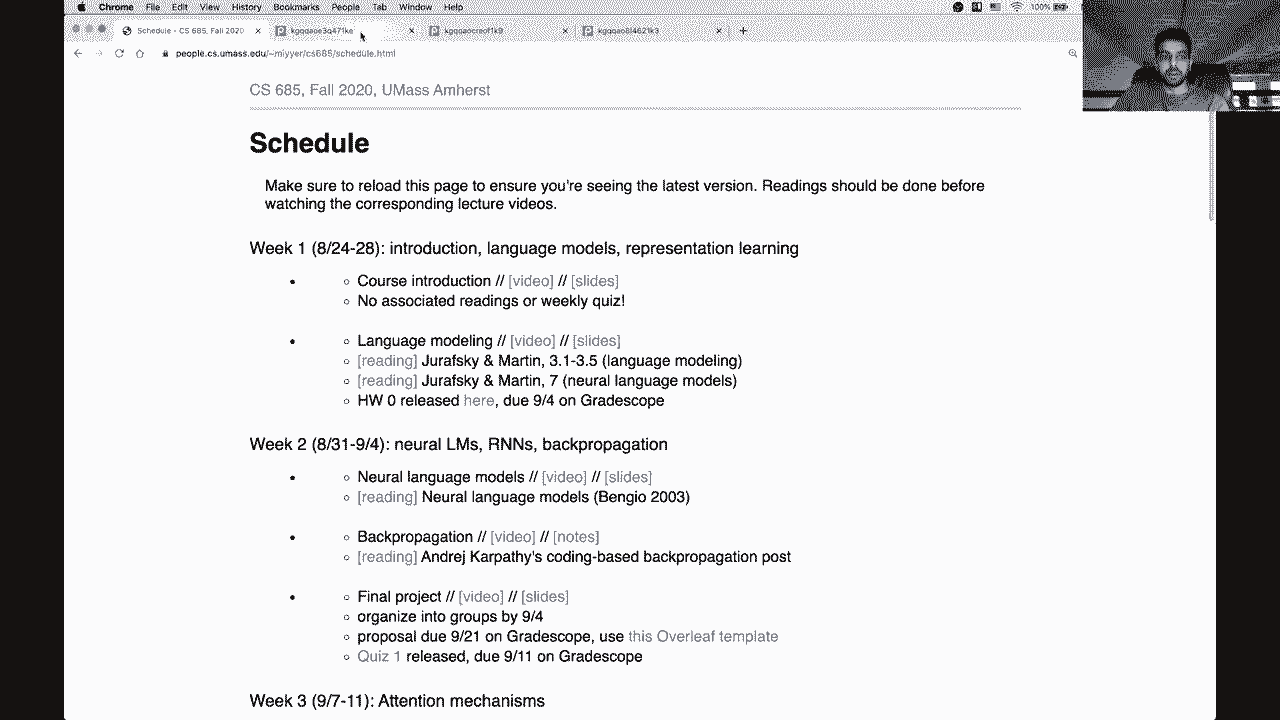 Chrome File Edit View History Bookmarks People Tab Window Help 100%
Schedule - CS 685, Fall 2020
people.cs.umass.edu/~miyyer/cs685/schedule.html
CS 685, Fall 2020, UMass Amherst
Schedule
Make sure to reload this page to ensure you're seeing the latest version. Readings should be done before
watching the corresponding lecture videos.
Week 1 (8/24-28): introduction, language models, representation learning
Course introduction // [video] // [slides]
No associated readings or weekly quiz!
Language modeling // [video] // [slides]
[reading] Jurafsky & Martin, 3.1-3.5 (language modeling)
[reading] Jurafsky & Martin, 7 (neural language models)
HW 0 released here, due 9/4 on Gradescope
Week 2 (8/31-9/4): neural LMs, RNNs, backpropagation
Neural language models // [video] // [slides]
[reading] Neural language models (Bengio 2003)
Backpropagation // [video] // [notes]
[reading] Andrej Karpathy's coding-based backpropagation post
Final project // [video] // [slides]
organize into groups by 9/4
proposal due 9/21 on Gradescope, use this Overleaf template
Quiz 1 released, due 9/11 on Gradescope
Week 3 (9/7-11): Attention mechanisms